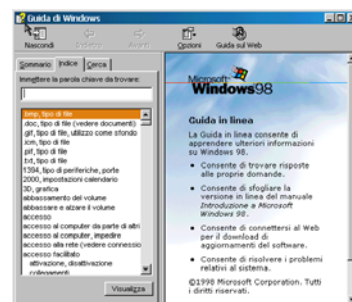 Guida di Windows
Nascondi Indietro Avanti Opzioni Guida sul Web
Sommario Indice Cerca
Immettere la parola chiave da trovare:
.bmp, tipo di file
.doc, tipo di file (vedere documenti)
.gif, tipo di file, utilizzo come sfondo
.icm, tipo di file
.pif, tipo di file
.txt, tipo di file
1394, tipo di periferiche, porte
2000, impostazioni calendario
3D, grafica
abbassamento del volume
abbassare e alzare il volume
accesso
accesso al computer da parte di altri
accesso al computer, impedire
accesso alla rete (vedere connessio
accesso facilitato
attivazione, disattivazione
collegamenti
Visualizza
Microsoft
Windows98
Guida in linea
La Guida in linea consente di
apprendere ulteriori informazioni
su Windows 98.
• Consente di trovare risposte
alle proprie domande.
• Consente di sfogliare la
versione in linea del manuale
Introduzione a Microsoft
Windows 98.
• Consente di connettersi al Web
per il download di
aggiornamenti del software.
• Consente di risolvere i problemi
relativi al sistema.
©1998 Microsoft Corporation. Tutti
i diritti riservati.